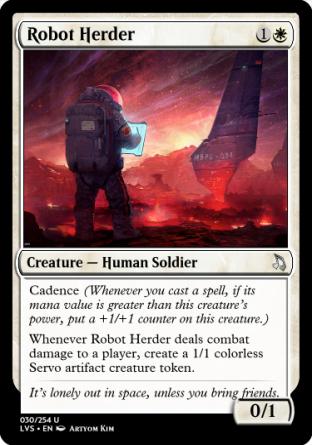 Robot Herder 1
Creature — Human Soldier
Cadence (Whenever you cast a spell, if its
mana value is greater than this creature's
power, put a +1/+1 counter on this creature.)
Whenever Robot Herder deals combat
damage to a player, create a 1/1 colorless
Servo artifact creature token.
It's lonely out in space, unless you bring friends.
0/1
030/254 U
LVS • EN Artyom Kim